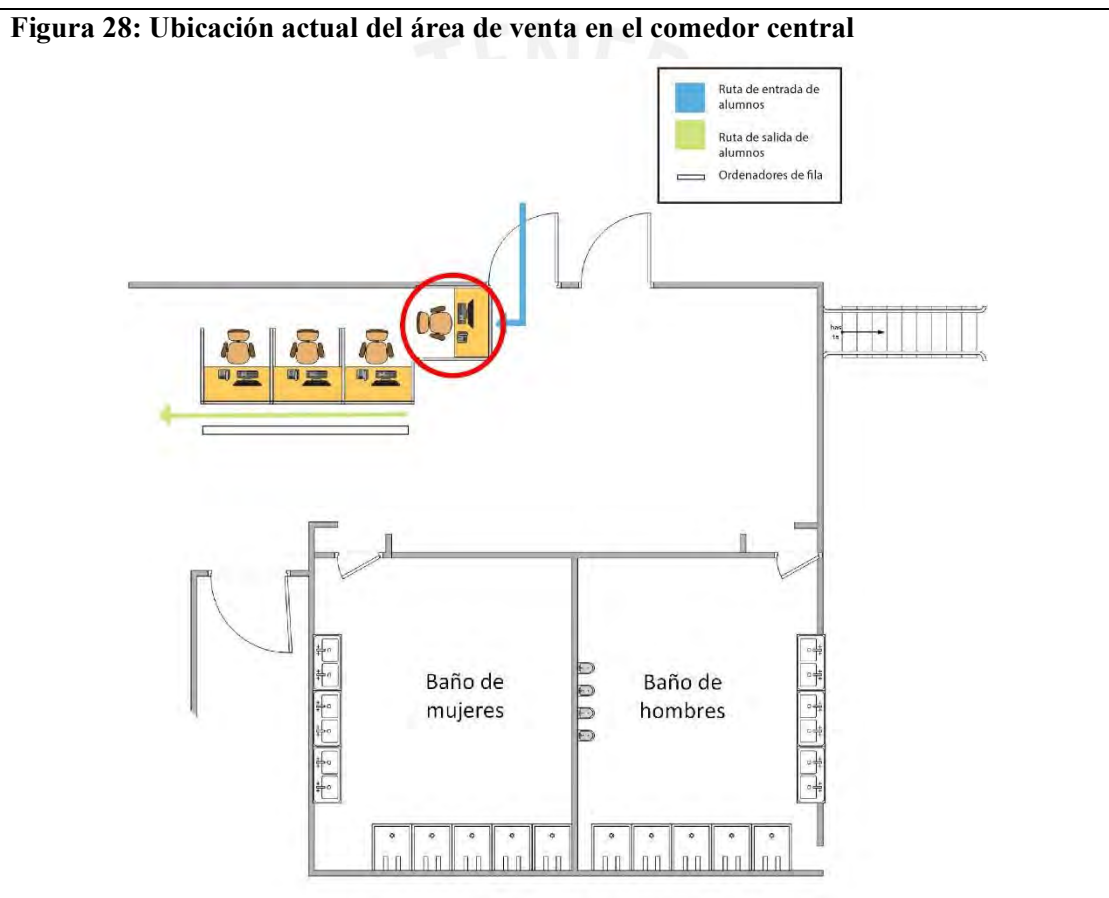 Figura 28: Ubicación actual del área de venta en el comedor central
Ruta de entrada de
alumnos
Ruta de salida de
alumnos
Ordenadores de fila
Baño de
mujeres
Baño de
hombres